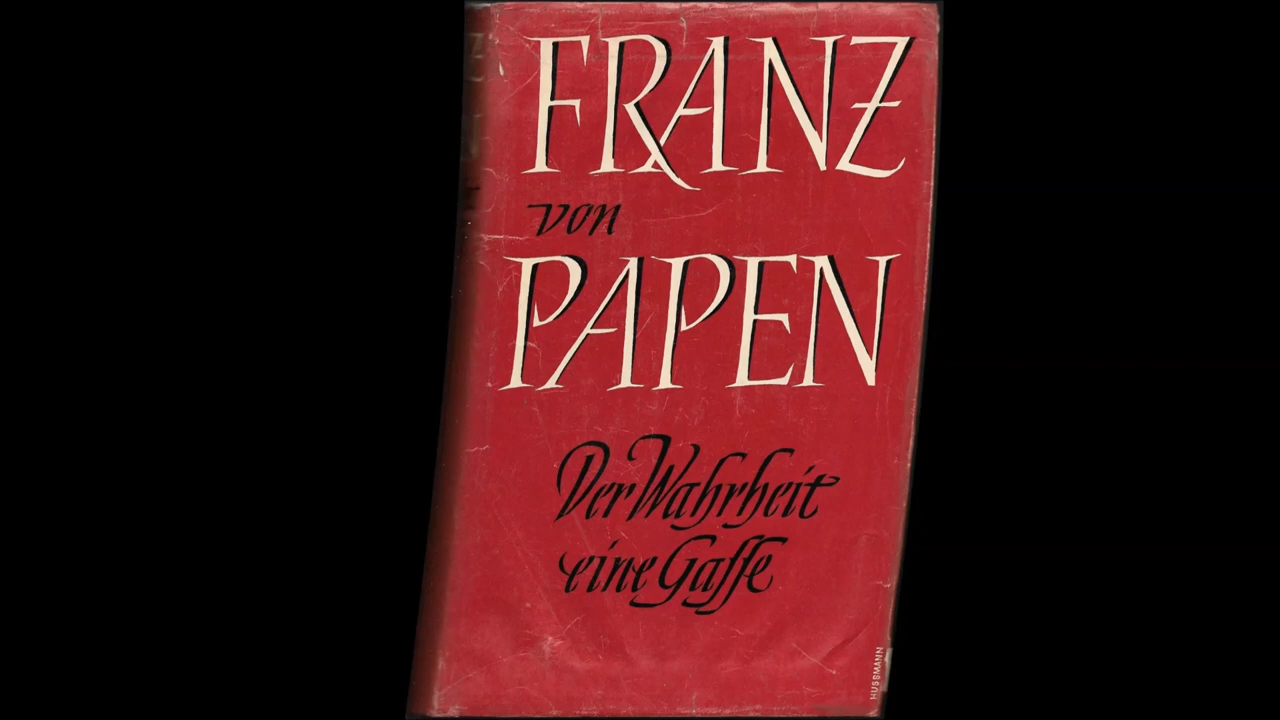 FRANZ
von
PAPEN
Der Wahrheit
eine Gasse
HUSSMANN